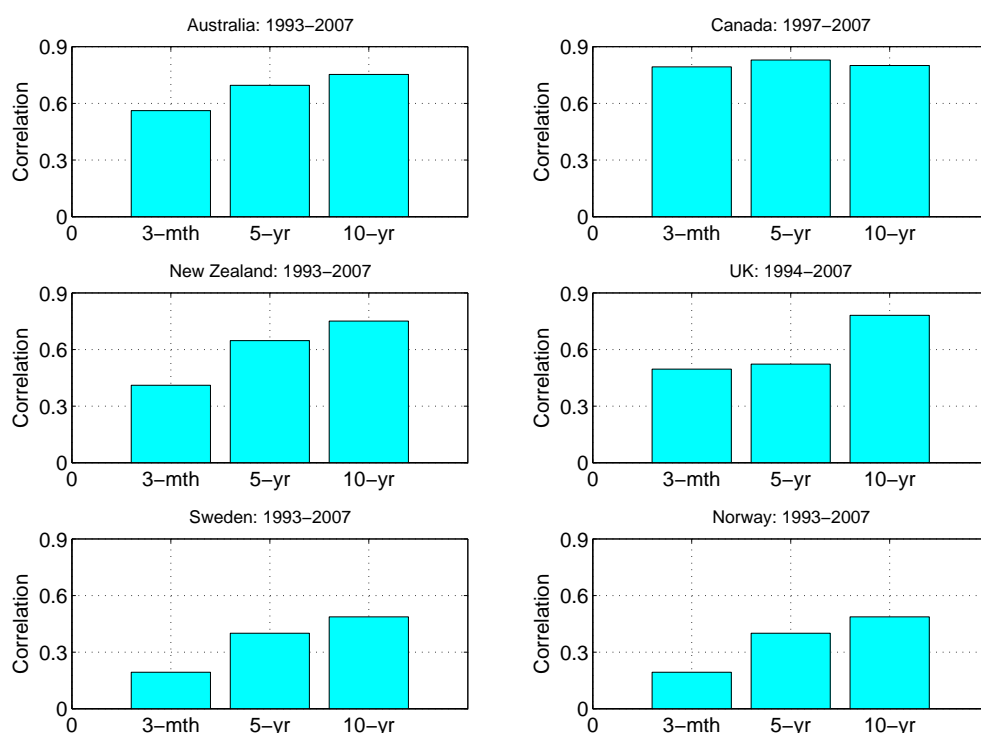 Australia: 1993−2007
Correlation
0.9
0.6
0.3
0
0
3−mth
5−yr
10−yr
Canada: 1997−2007
Correlation
0.9
0.6
0.3
0
0
3−mth
5−yr
10−yr
New Zealand: 1993−2007
Correlation
0.9
0.6
0.3
0
0
3−mth
5−yr
10−yr
UK: 1994−2007
Correlation
0.9
0.6
0.3
0
0
3−mth
5−yr
10−yr
Sweden: 1993−2007
Correlation
0.9
0.6
0.3
0
0
3−mth
5−yr
10−yr
Norway: 1993−2007
Correlation
0.9
0.6
0.3
0
0
3−mth
5−yr
10−yr